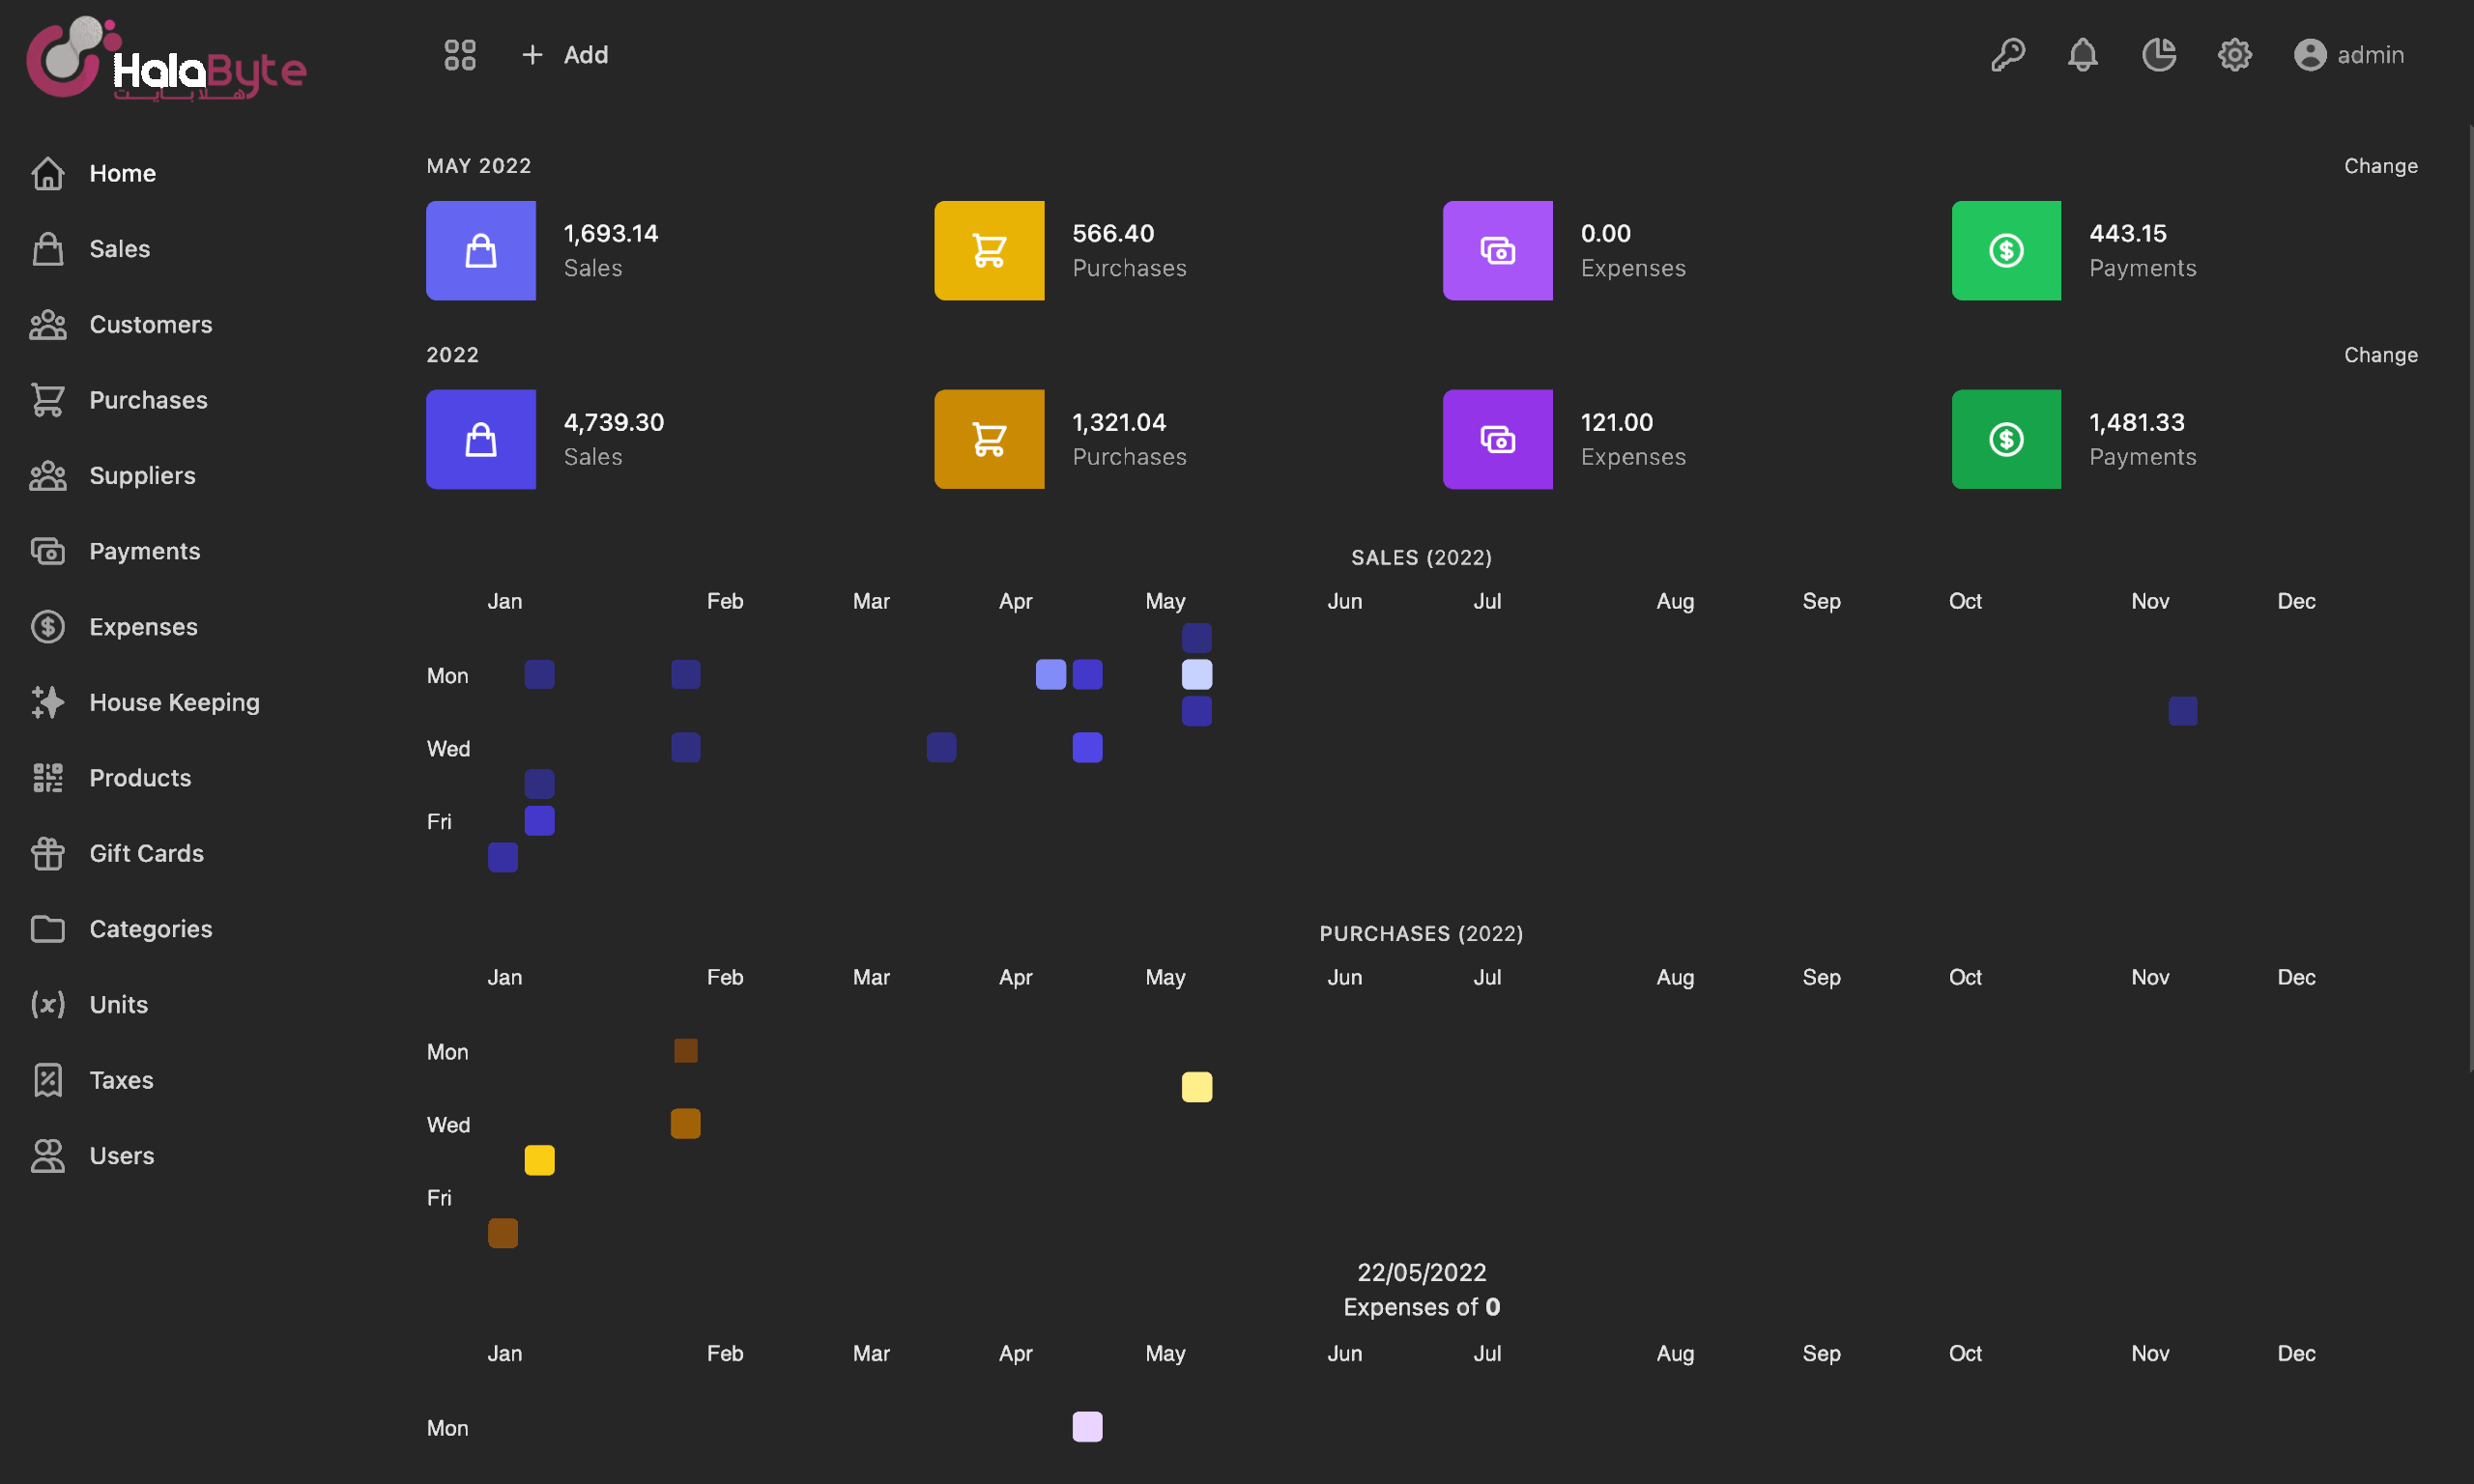 HalaByte
هلا بايت
Add
admin
Home
Sales
Customers
Purchases
Suppliers
Payments
Expenses
House Keeping
Products
Gift Cards
Categories
Units
Taxes
Users
MAY 2022 Change
1,693.14 566.40 0.00 443.15
Sales Purchases Expenses Payments
2022 Change
4,739.30 1,321.04 121.00 1,481.33
Sales Purchases Expenses Payments
SALES (2022)
Jan Feb Mar Apr May Jun Jul Aug Sep Oct Nov Dec
Mon
Wed
Fri
PURCHASES (2022)
Jan Feb Mar Apr May Jun Jul Aug Sep Oct Nov Dec
Mon
Wed
Fri
22/05/2022
Expenses of 0
Jan Feb Mar Apr May Jun Jul Aug Sep Oct Nov Dec
Mon